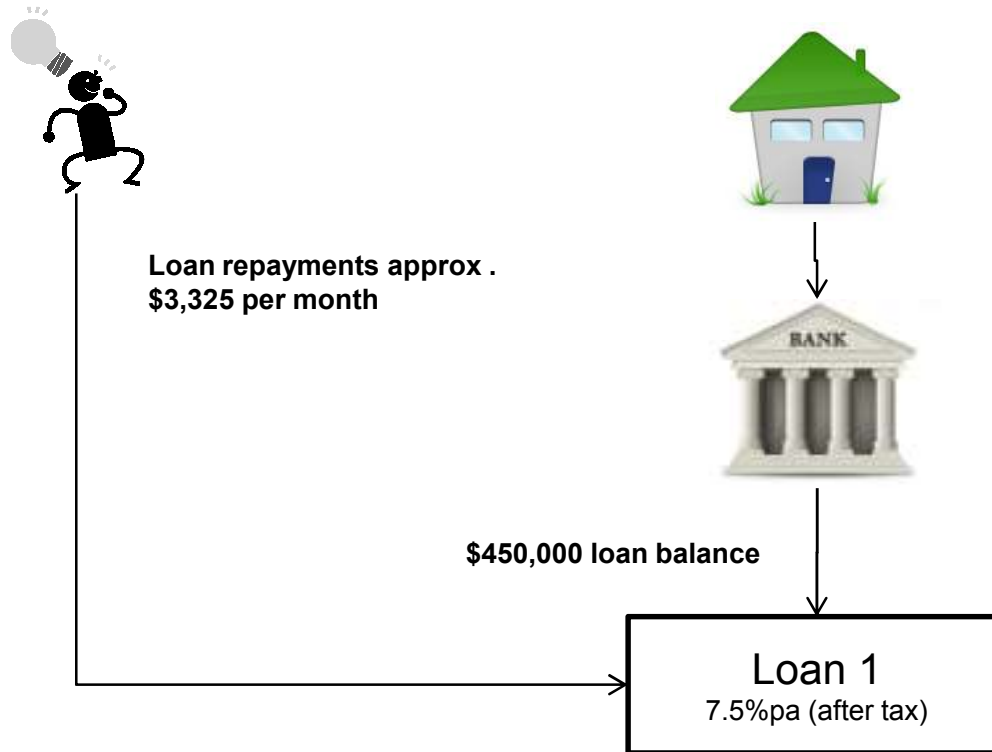 Loan repayments approx .
$3,325 per month
BANK
$450,000 loan balance
Loan 1
7.5%pa (after tax)